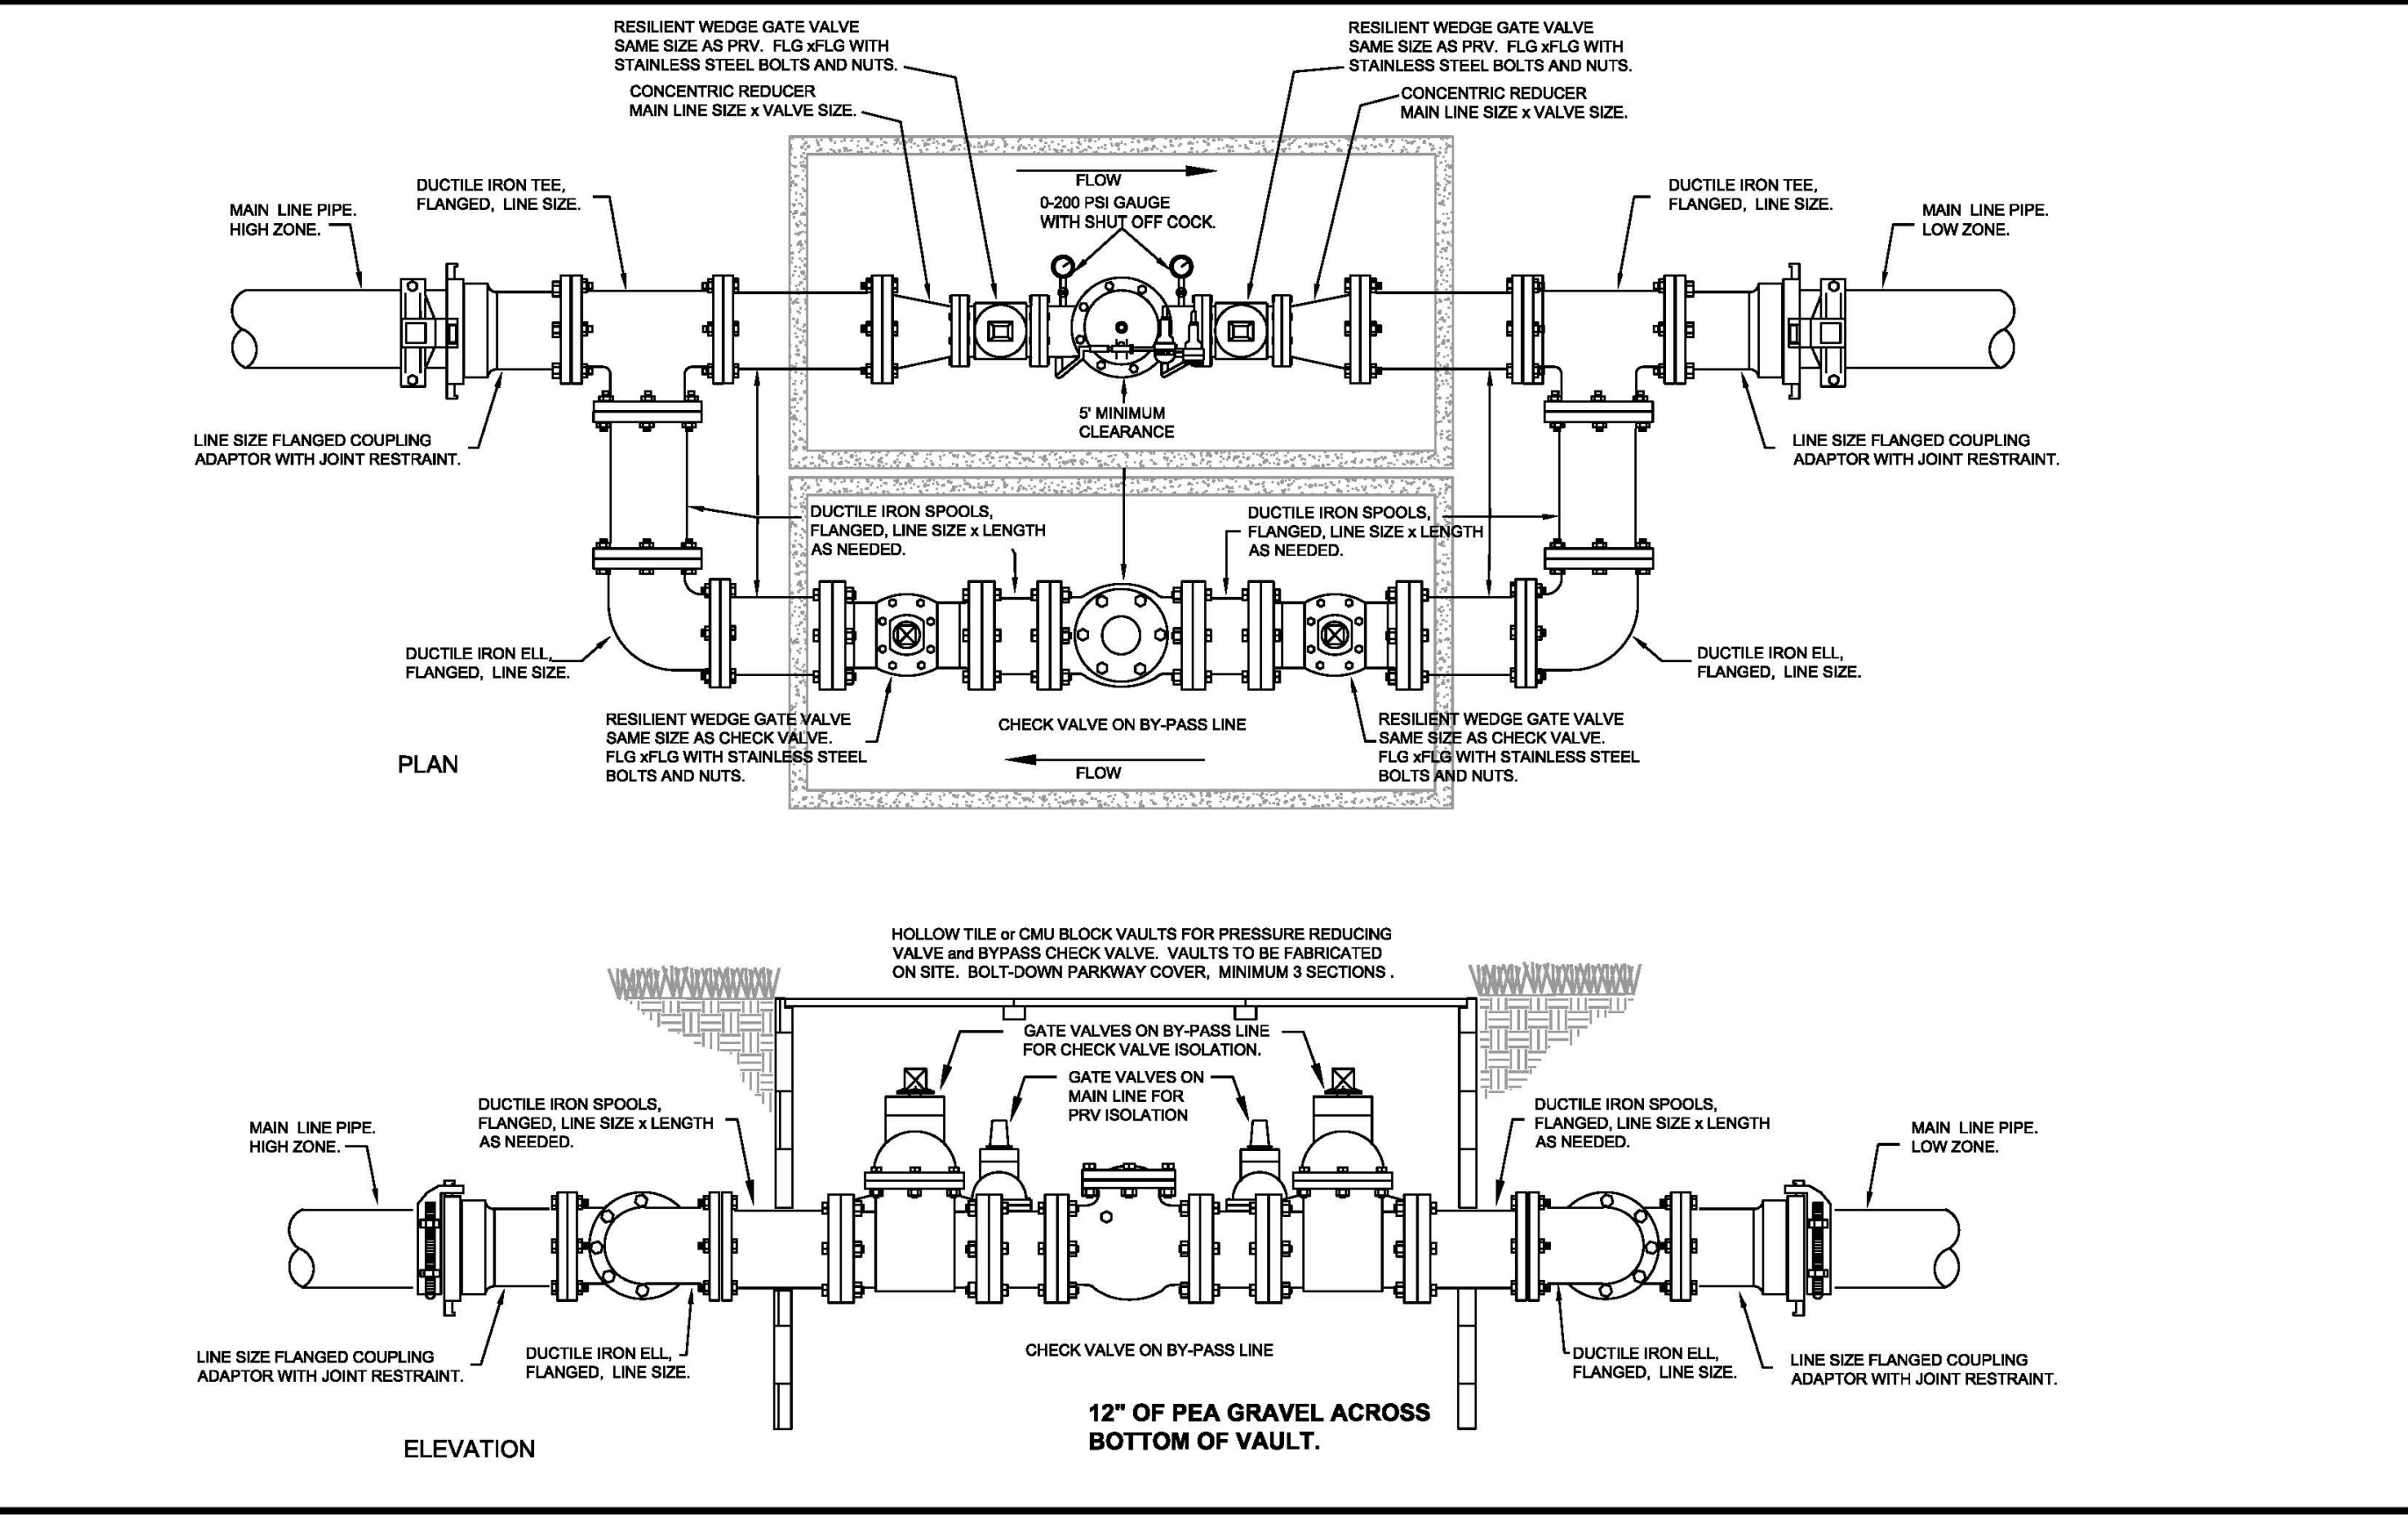 RESILIENT WEDGE GATE VALVE
SAME SIZE AS PRV.  FLG xFLG WITH
STAINLESS STEEL BOLTS AND NUTS.
CONCENTRIC REDUCER
MAIN LINE SIZE x VALVE SIZE.
RESILIENT WEDGE GATE VALVE
SAME SIZE AS PRV.  FLG xFLG WITH
STAINLESS STEEL BOLTS AND NUTS.
CONCENTRIC REDUCER
MAIN LINE SIZE x VALVE SIZE.
MAIN  LINE PIPE.
HIGH ZONE.
DUCTILE IRON TEE,
FLANGED,  LINE SIZE.
FLOW
0-200 PSI GAUGE
WITH SHUT OFF COCK.
DUCTILE IRON TEE,
FLANGED,  LINE SIZE.
MAIN  LINE PIPE.
LOW ZONE.
LINE SIZE FLANGED COUPLING
ADAPTOR WITH JOINT RESTRAINT.
5' MINIMUM
CLEARANCE
LINE SIZE FLANGED COUPLING
ADAPTOR WITH JOINT RESTRAINT.
DUCTILE IRON SPOOLS,
FLANGED, LINE SIZE x LENGTH
AS NEEDED.
DUCTILE IRON SPOOLS,
FLANGED, LINE SIZE x LENGTH
AS NEEDED.
DUCTILE IRON ELL,
FLANGED,  LINE SIZE.
DUCTILE IRON ELL,
FLANGED,  LINE SIZE.
RESILIENT WEDGE GATE VALVE
SAME SIZE AS CHECK VALVE.
FLG xFLG WITH STAINLESS STEEL
BOLTS AND NUTS.
CHECK VALVE ON BY-PASS LINE
FLOW
RESILIENT WEDGE GATE VALVE
SAME SIZE AS CHECK VALVE.
FLG xFLG WITH STAINLESS STEEL
BOLTS AND NUTS.
PLAN
HOLLOW TILE or CMU BLOCK VAULTS FOR PRESSURE REDUCING
VALVE and BYPASS CHECK VALVE.  VAULTS TO BE FABRICATED
ON SITE.  BOLT-DOWN PARKWAY COVER,  MINIMUM 3 SECTIONS .
GATE VALVES ON BY-PASS LINE
FOR CHECK VALVE ISOLATION.
GATE VALVES ON
MAIN LINE FOR
PRV ISOLATION
MAIN  LINE PIPE.
HIGH ZONE.
DUCTILE IRON SPOOLS,
FLANGED, LINE SIZE x LENGTH
AS NEEDED.
DUCTILE IRON SPOOLS,
FLANGED, LINE SIZE x LENGTH
AS NEEDED.
MAIN  LINE PIPE.
LOW ZONE.
LINE SIZE FLANGED COUPLING
ADAPTOR WITH JOINT RESTRAINT.
DUCTILE IRON ELL,
FLANGED,  LINE SIZE.
CHECK VALVE ON BY-PASS LINE
DUCTILE IRON ELL,
FLANGED,  LINE SIZE.
LINE SIZE FLANGED COUPLING
ADAPTOR WITH JOINT RESTRAINT.
12" OF PEA GRAVEL ACROSS
BOTTOM OF VAULT.
ELEVATION